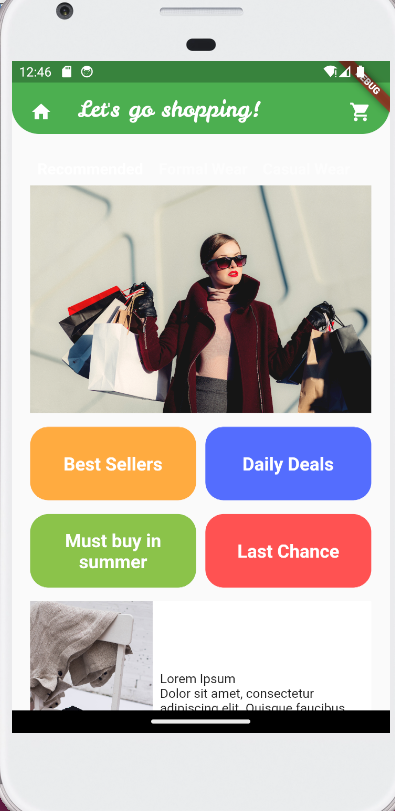 12:46
DEBUG
Let's go shopping!
Recommended Format Wear Casual Wear
Best Sellers
Daily Deals
Must buy in
summer
Last Chance
Lorem Ipsum
Dolor sit amet, consectetur
adipiscing elit. Quisque faucibus